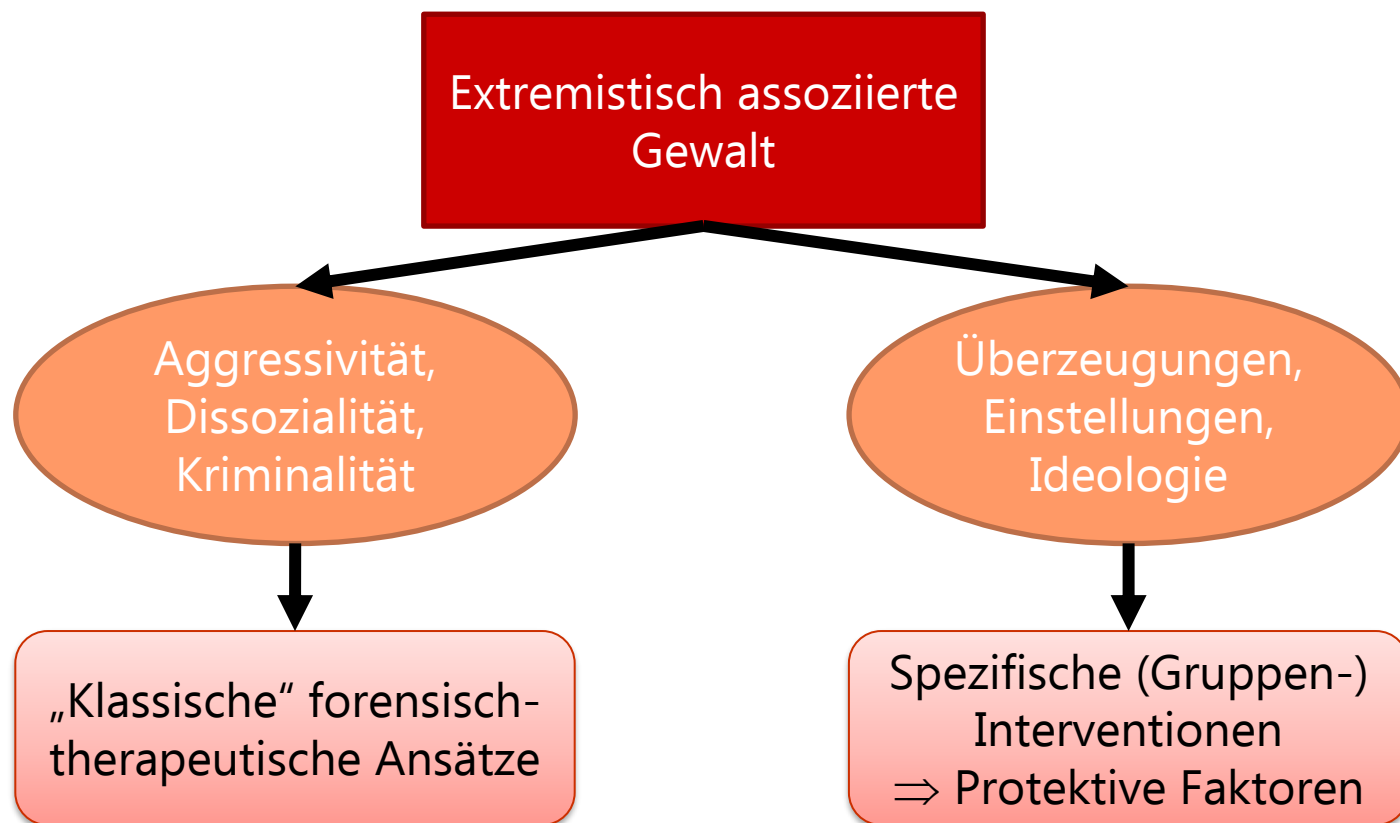 Extremistisch assoziierte
Gewalt
Aggressivität,
Dissozialität,
Kriminalität
Überzeugungen,
Einstellungen,
Ideologie
„Klassische“ forensisch-
therapeutische Ansätze
Spezifische (Gruppen-)
Interventionen
⇒ Protektive Faktoren